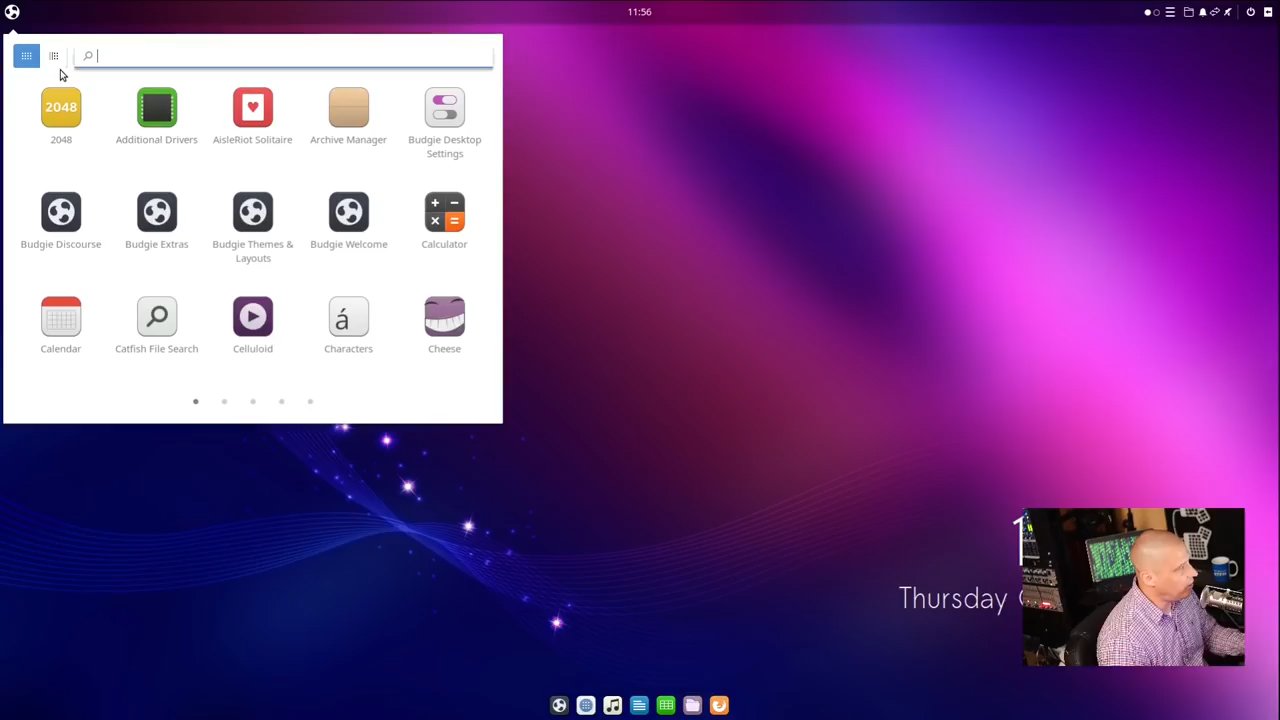 11:56
2048
2048
Additional Drivers
AisleRiot Solitaire
Archive Manager
Budgie Desktop
Settings
Budgie Discourse
Budgie Extras
Budgie Themes &
Layouts
Budgie Welcome
Calculator
á
Calendar
Catfish File Search
Celluloid
Characters
Cheese
Thursday